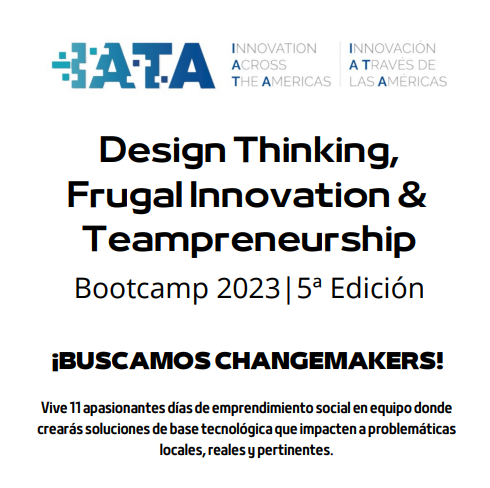 IATA
INNOVATION
ACROSS
THE AMERICAS
INNOVACIÓN
A TRAVÉS DE
LAS AMÉRICAS
Design Thinking,
Frugal Innovation &
Teampreneurship
Bootcamp 2023|5ª Edición
¡BUSCAMOS CHANGEMAKERS!
Vive 11 apasionantes días de emprendimiento social en equipo donde
crearás soluciones de base tecnológica que impacten a problemáticas
locales, reales y pertinentes.